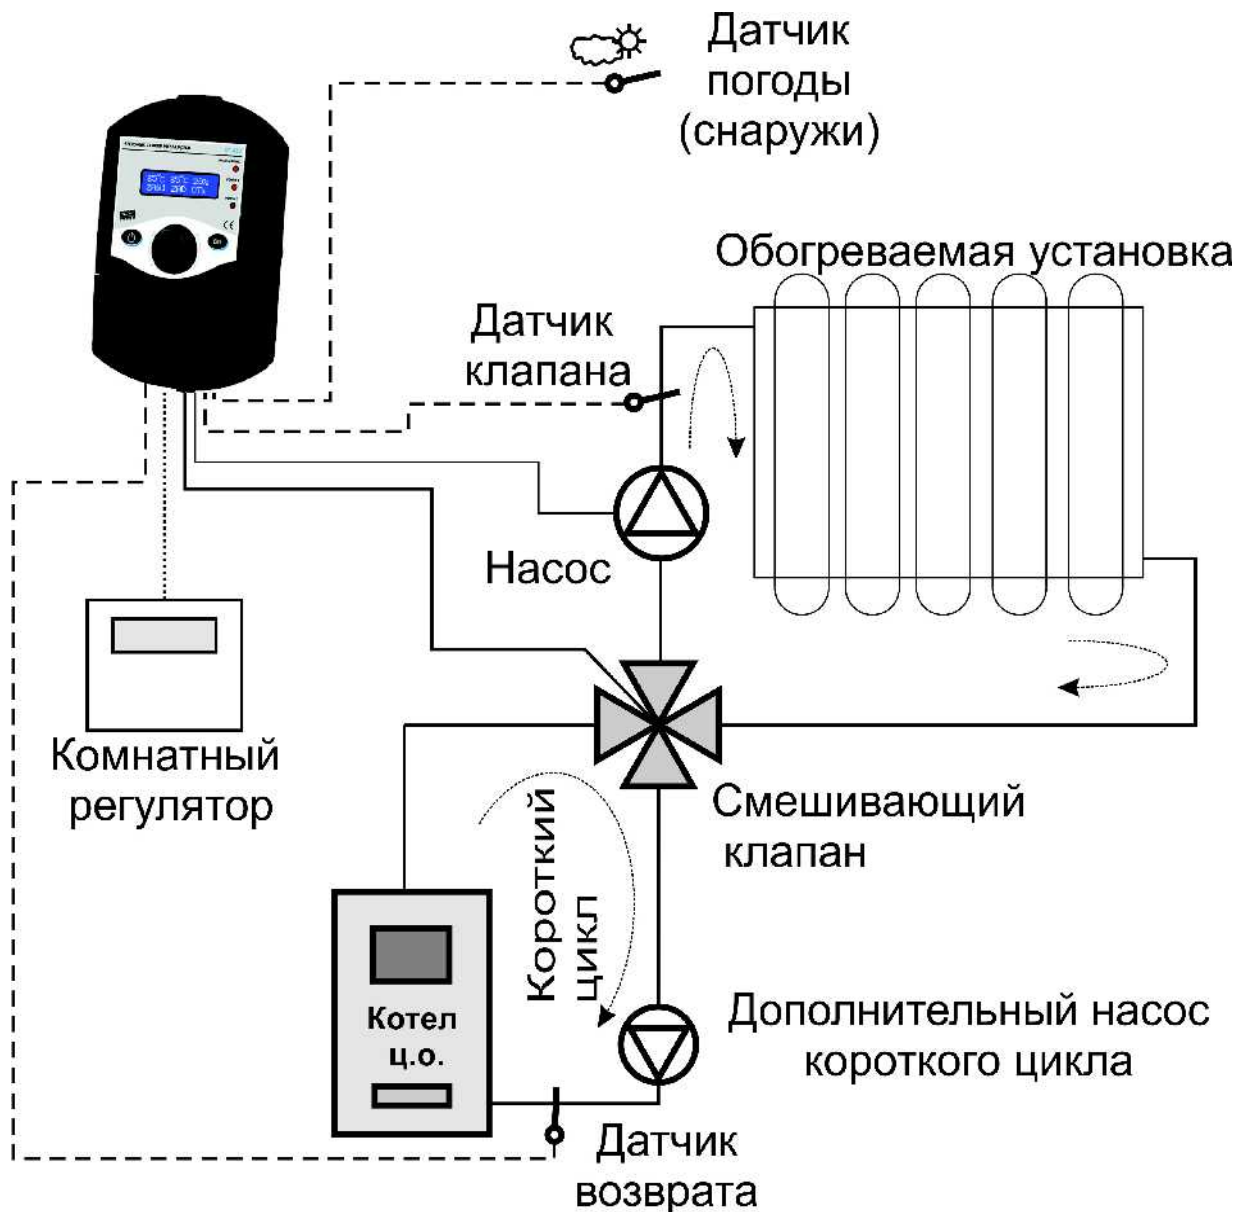 Датчик
погоды
(снаружи)
Обогреваемая установка
Датчик
клапана
Насос
Комнатный
регулятор
Смешивающий
клапан
Короткий
цикл
Котел
ц.о.
Дополнительный насос
короткого цикла
Датчик
возврата